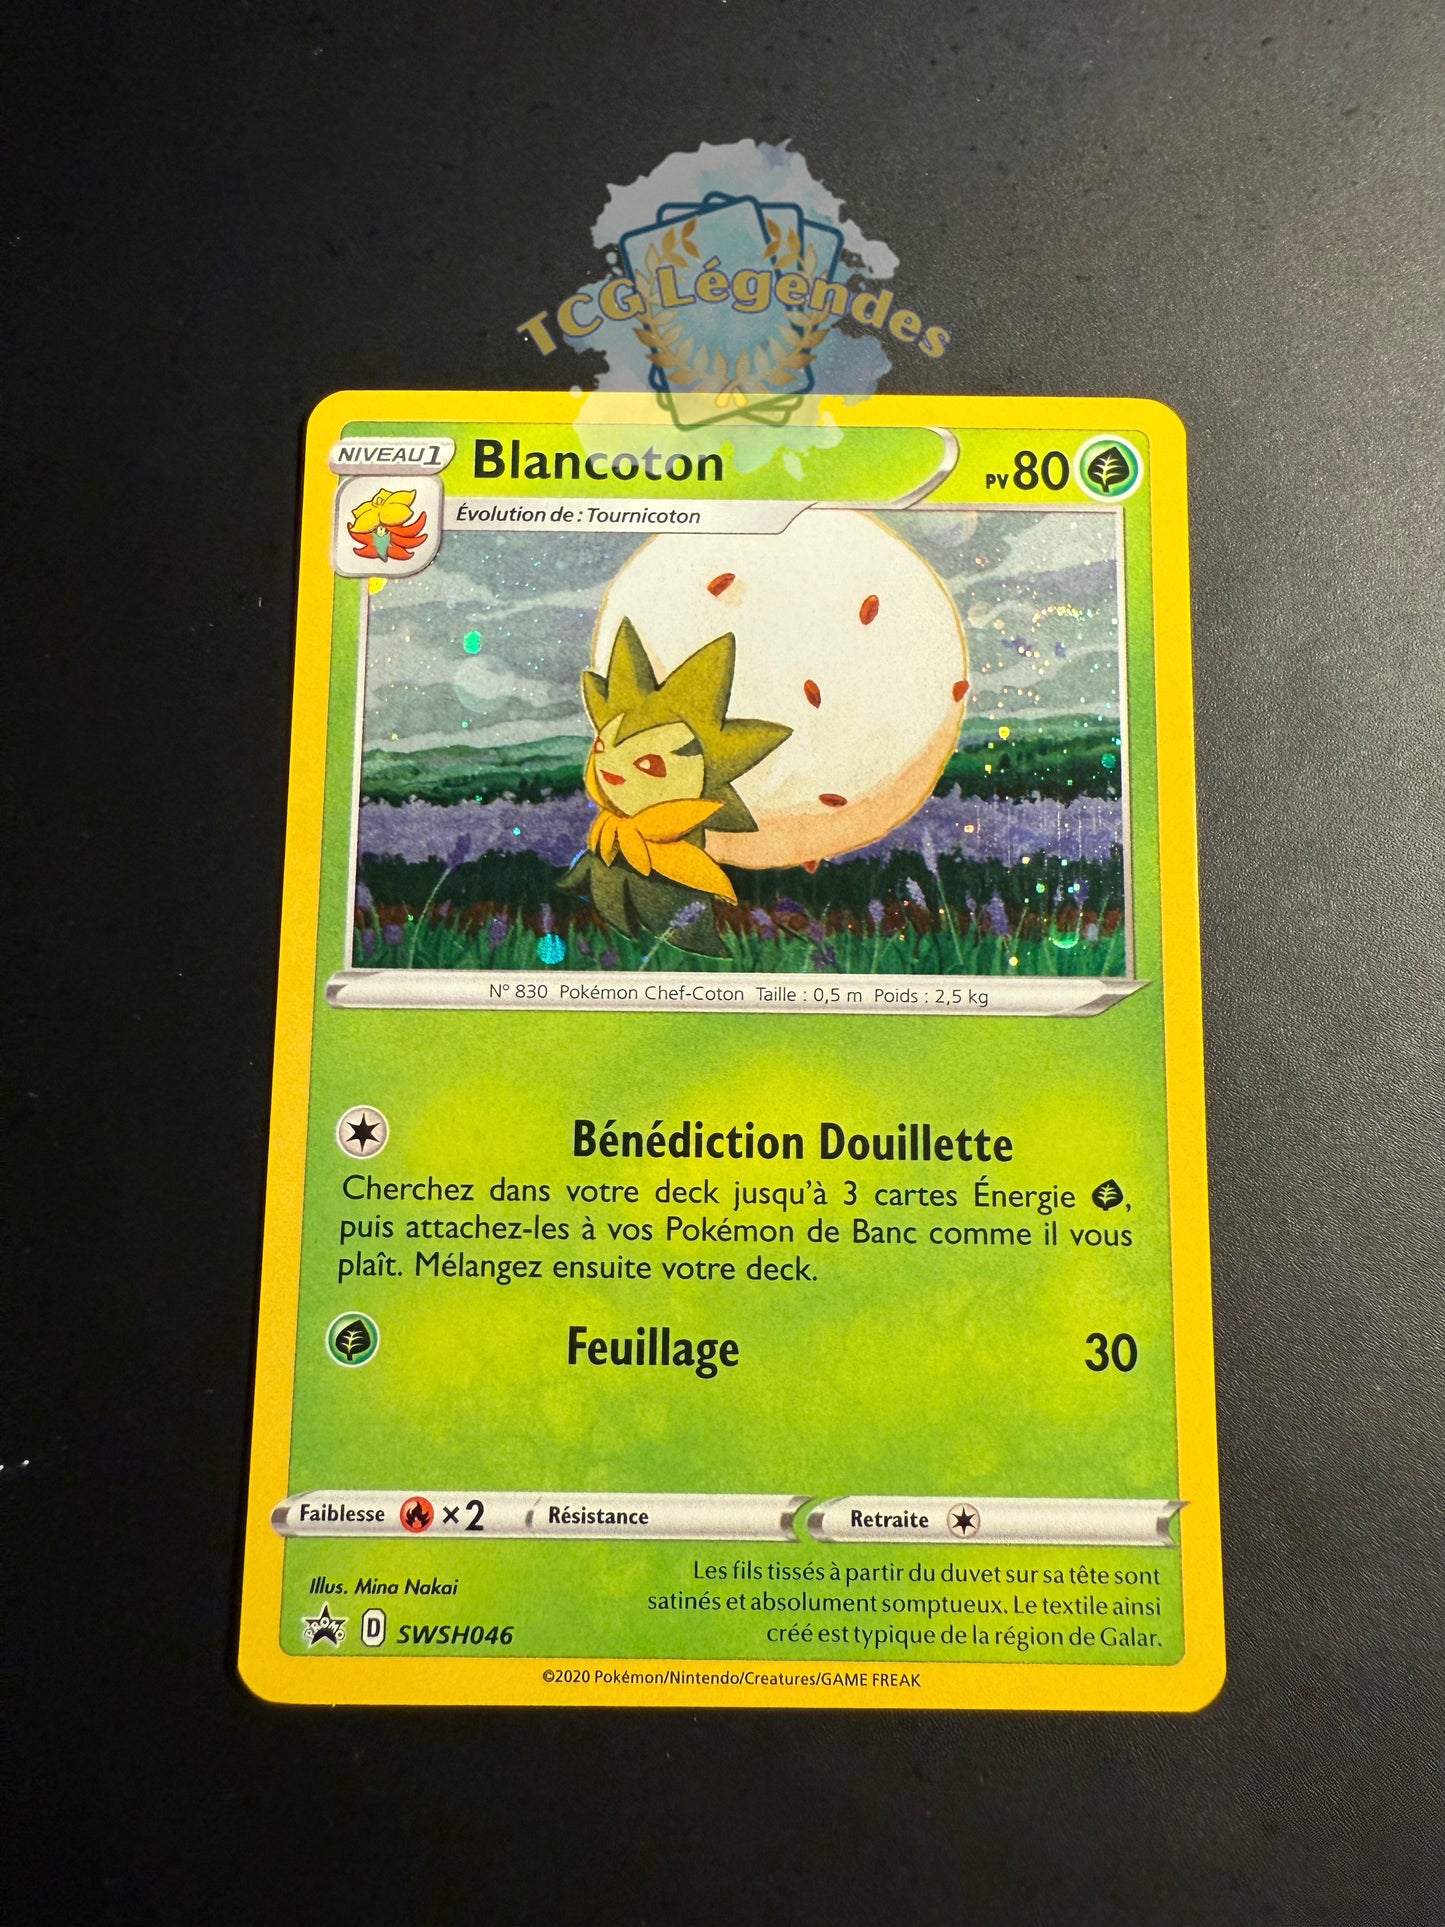 TCG Légendes
NIVEAU 1 Blancoton PV 80
Évolution de : Tournicoton
N° 830 Pokémon Chef-Coton Taille : 0,5 m Poids : 2,5 kg
Bénédiction Douillette
Cherchez dans votre deck jusqu'à 3 cartes Énergie ,
puis attachez-les à vos Pokémon de Banc comme il vous
plaît. Mélangez ensuite votre deck.
Feuillage 30
Faiblesse ×2 Résistance Retraite
Illus. Mina Nakai
PROMO D SWSH046
Les fils tissés à partir du duvet sur sa tête sont
satinés et absolument somptueux. Le textile ainsi
créé est typique de la région de Galar.
©2020 Pokémon/Nintendo/Creatures/GAME FREAK